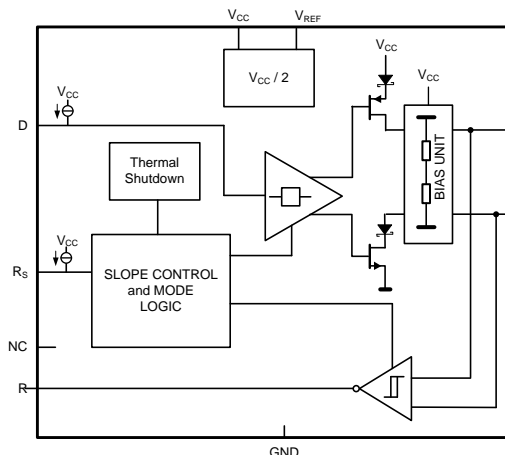 VCC VREF
VCC / 2
VCC
VCC
D
VCC
Thermal
Shutdown
BIAS UNIT
VCC
RS
SLOPE CONTROL
and MODE
LOGIC
NC
R
GND